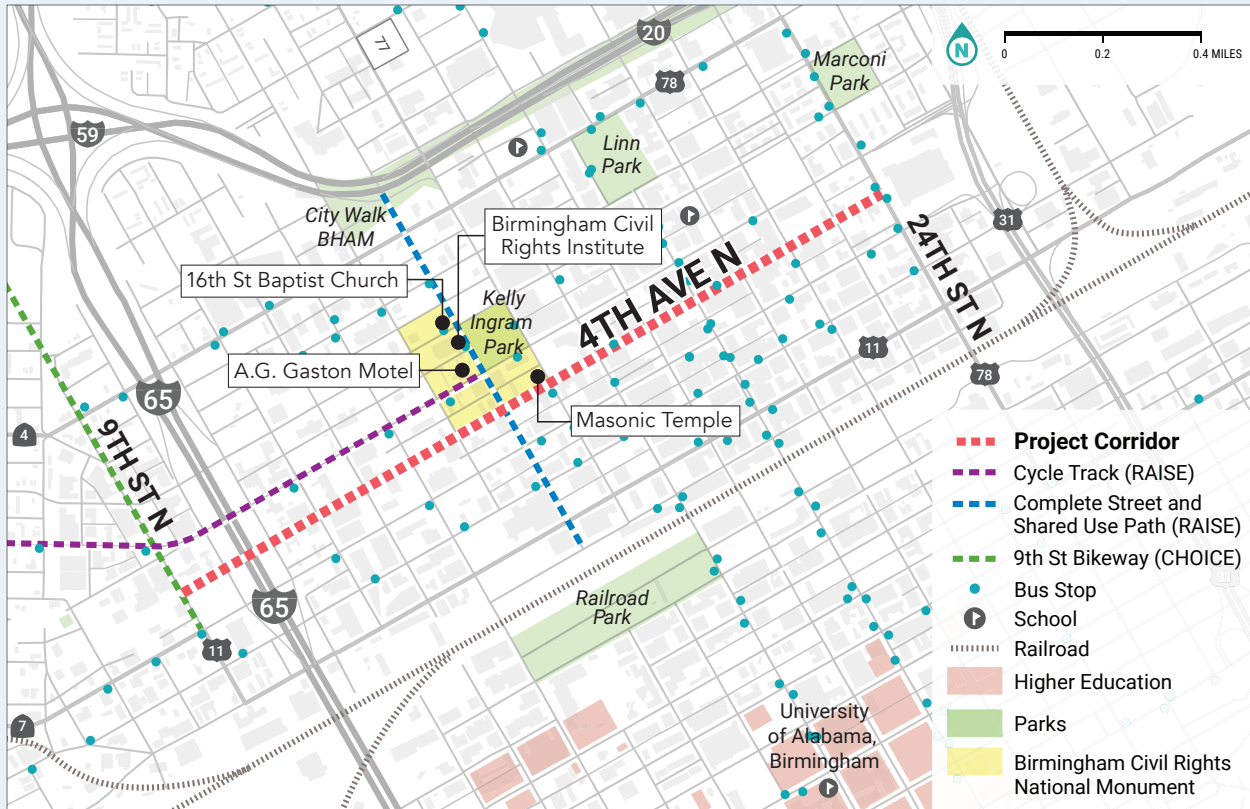 20
77
N
0
0.2
0.4 MILES
78
Marconi
Park
59
Linn
Park
City Walk
BHAM
Birmingham Civil
Rights Institute
31
24TH ST N
16th St Baptist Church
Kelly
Ingram
Park
4TH AVE N
11
A.G. Gaston Motel
78
65
Masonic Temple
4
9TH ST N
65
Railroad
Park
11
7
University
of Alabama,
Birmingham
Project Corridor
Cycle Track (RAISE)
Complete Street and
Shared Use Path (RAISE)
9th St Bikeway (CHOICE)
Bus Stop
School
Railroad
Higher Education
Parks
Birmingham Civil Rights
National Monument